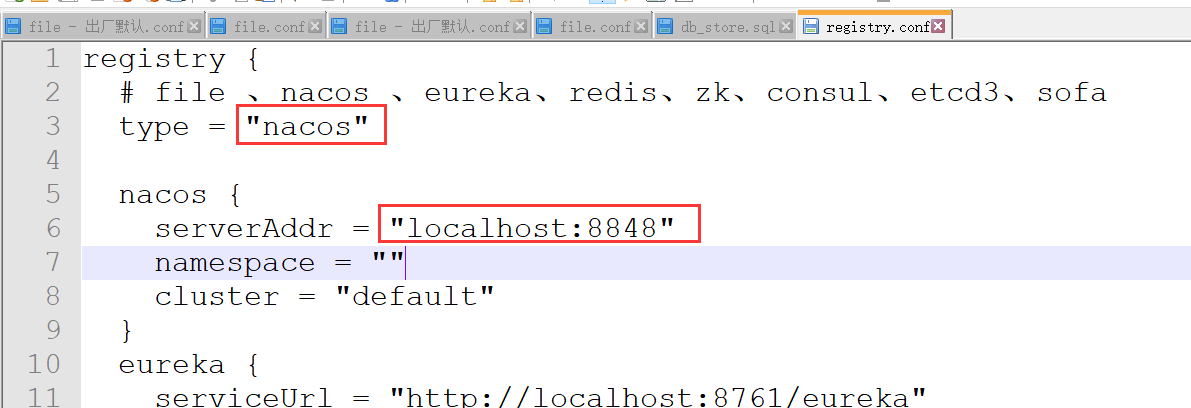 file - 出厂默认.conf file.conf file - 出厂默认.conf file.conf db_store.sql registry.conf
1 registry {
2 # file 、nacos 、eureka、redis、zk、consul、etcd3、sofa
3 type = "nacos"
4
5 nacos {
6 serverAddr = "localhost:8848"
7 namespace = ""
8 cluster = "default"
9 }
10 eureka {
11 serviceUrl = "http://localhost:8761/eureka"